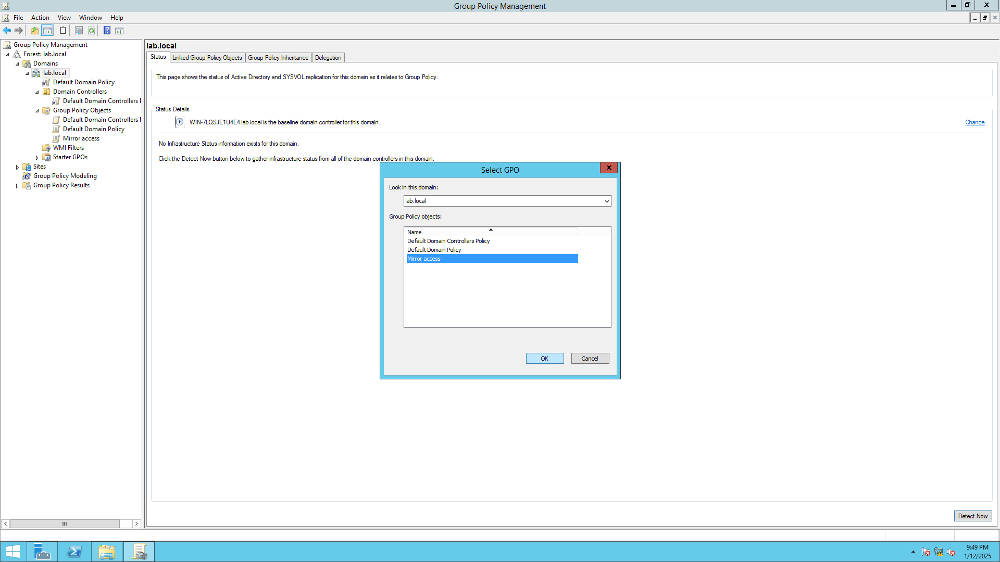 Group Policy Management
File Action View Window Help
Group Policy Management
Forest: lab.local
Domains
lab.local
Default Domain Policy
Domain Controllers
Default Domain Controllers P
Group Policy Objects
Default Domain Controllers P
Default Domain Policy
Mirror access
WMI Filters
Starter GPOs
Sites
Group Policy Modeling
Group Policy Results
lab.local
Status Linked Group Policy Objects Group Policy Inheritance Delegation
This page shows the status of Active Directory and SYSVOL replication for this domain as it relates to Group Policy.
Status Details
WIN-7LQSJE1U4E4.lab.local is the baseline domain controller for this domain.
Change
No Infrastructure Status information exists for this domain.
Click the Detect Now button below to gather infrastructure status from all of the domain controllers in this domain.
Select GPO
Look in this domain:
lab.local
Group Policy objects:
Name
Default Domain Controllers Policy
Default Domain Policy
Mirror access
OK Cancel
Detect Now
9:49 PM
1/12/2025